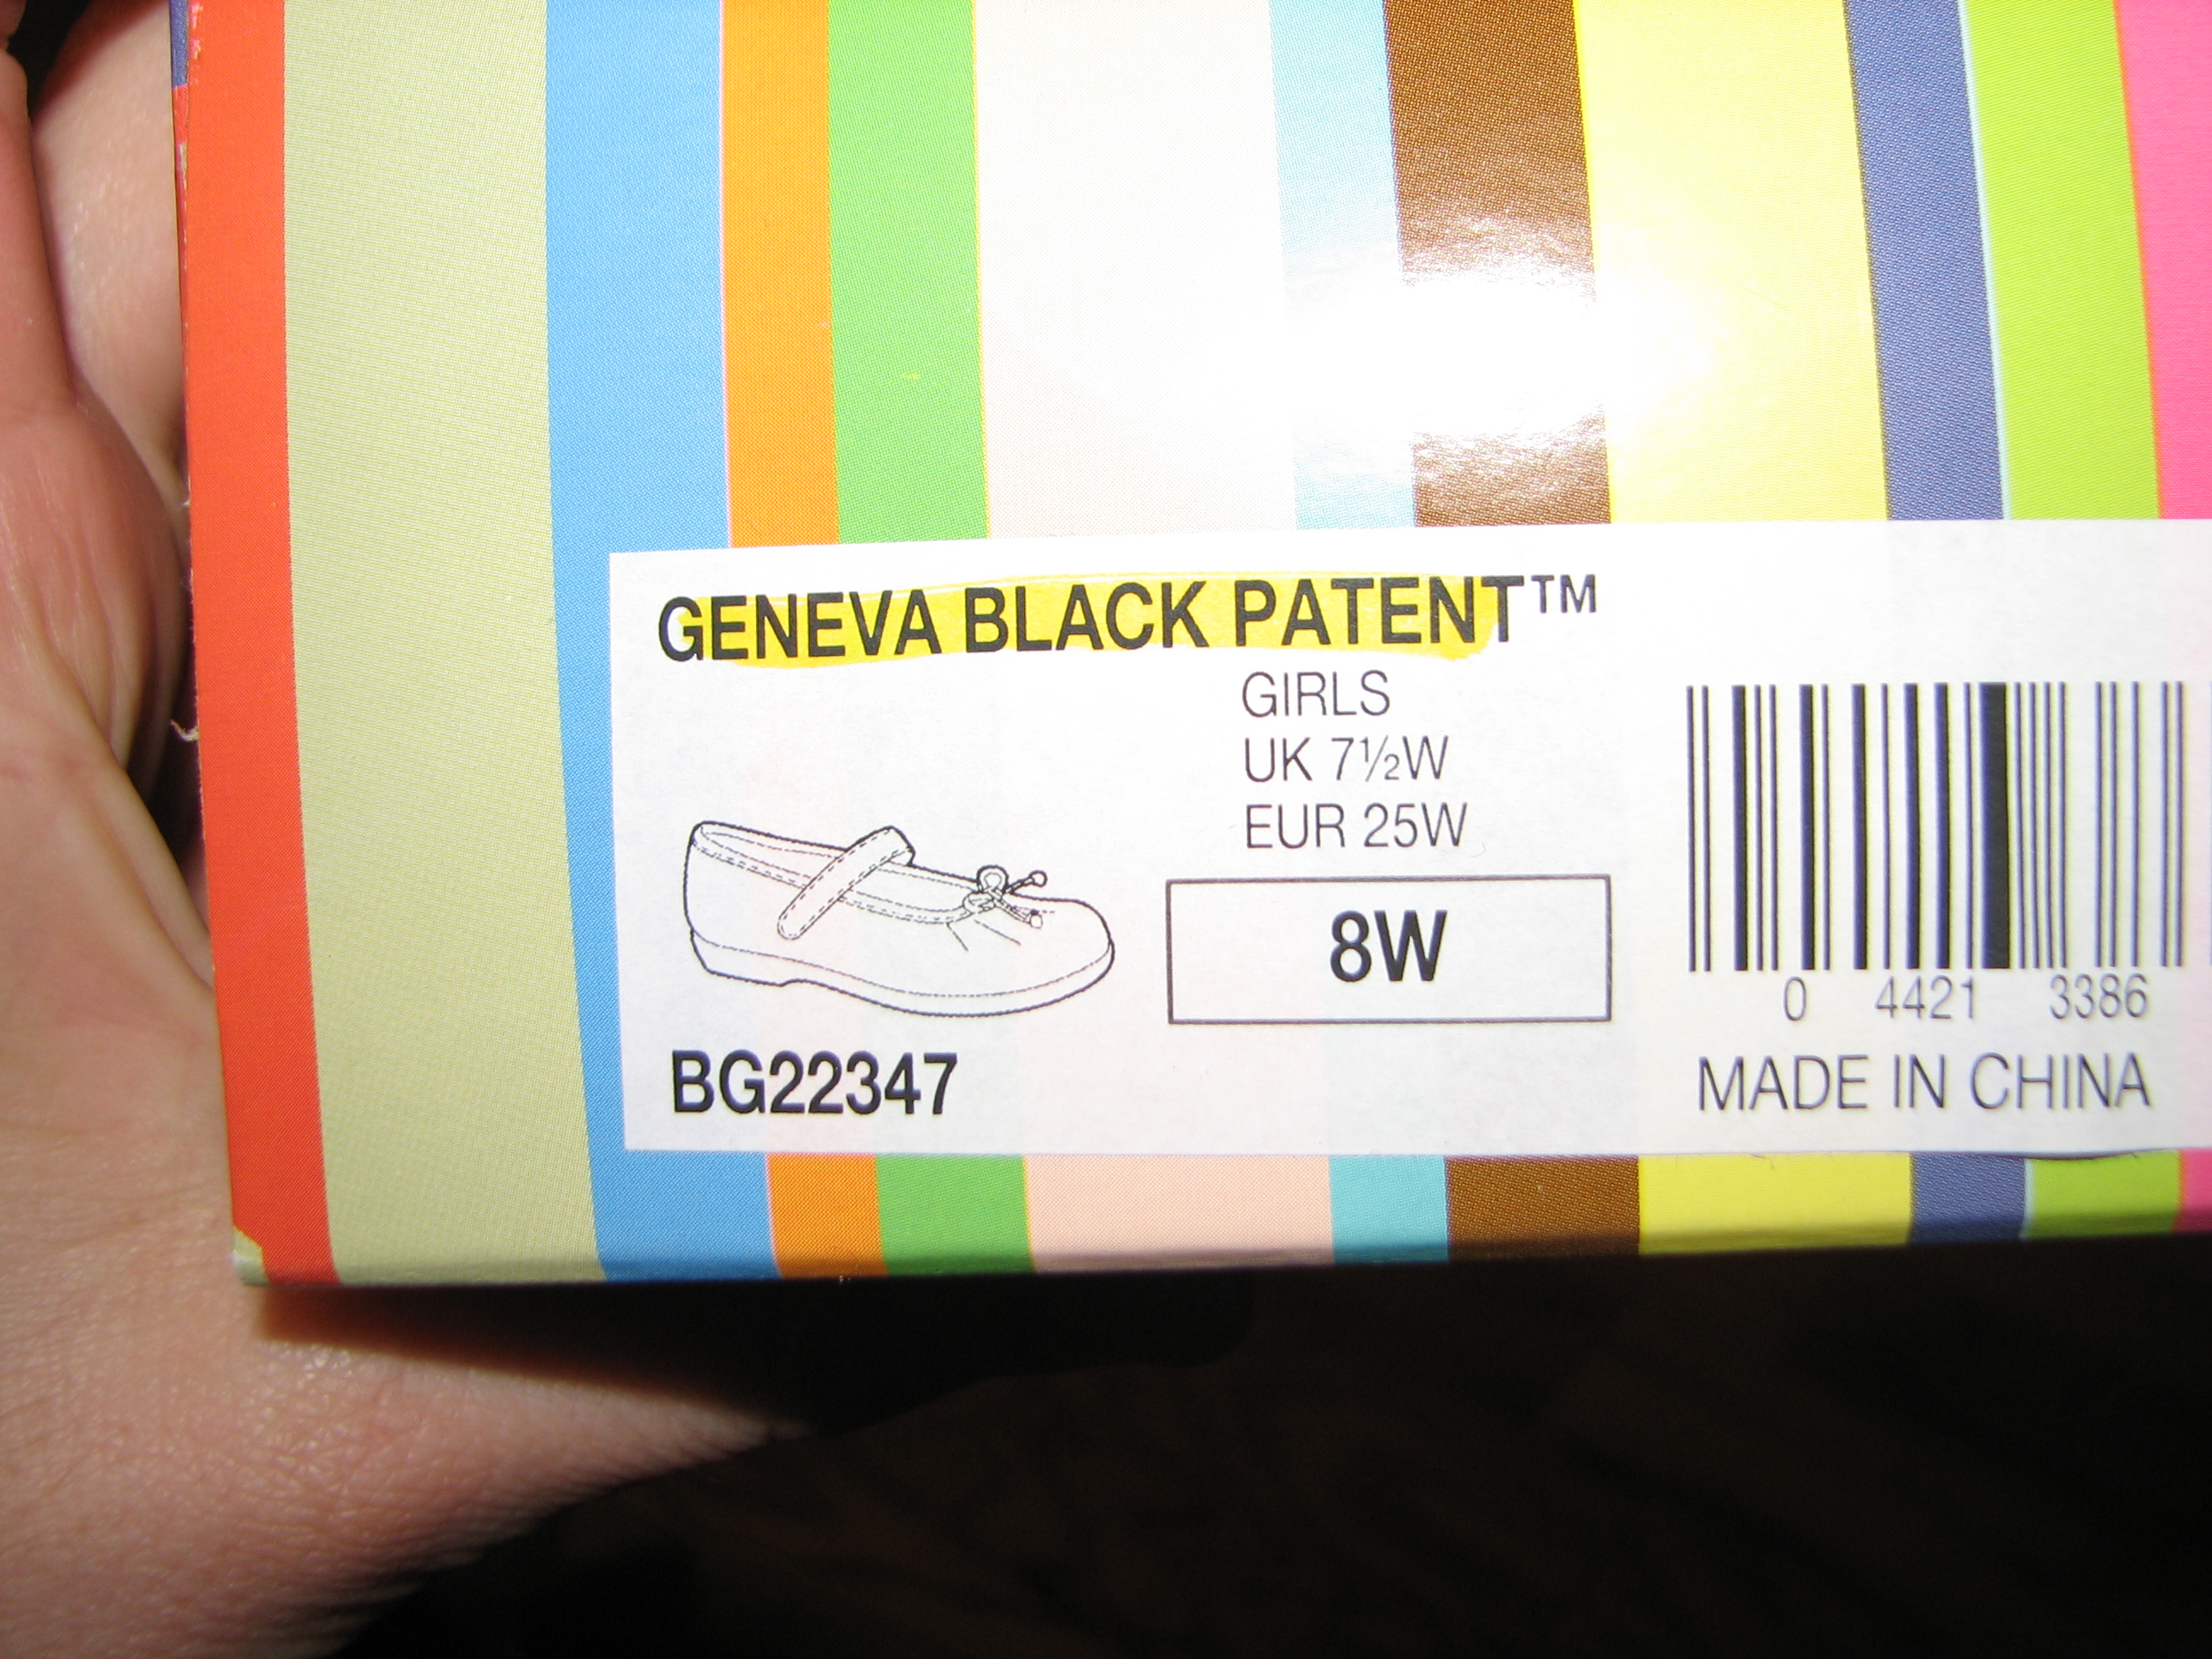 GENEVA BLACK PATENT™
GIRLS
UK 7½W
EUR 25W
8W
BG22347
0 4421 3386
MADE IN CHINA